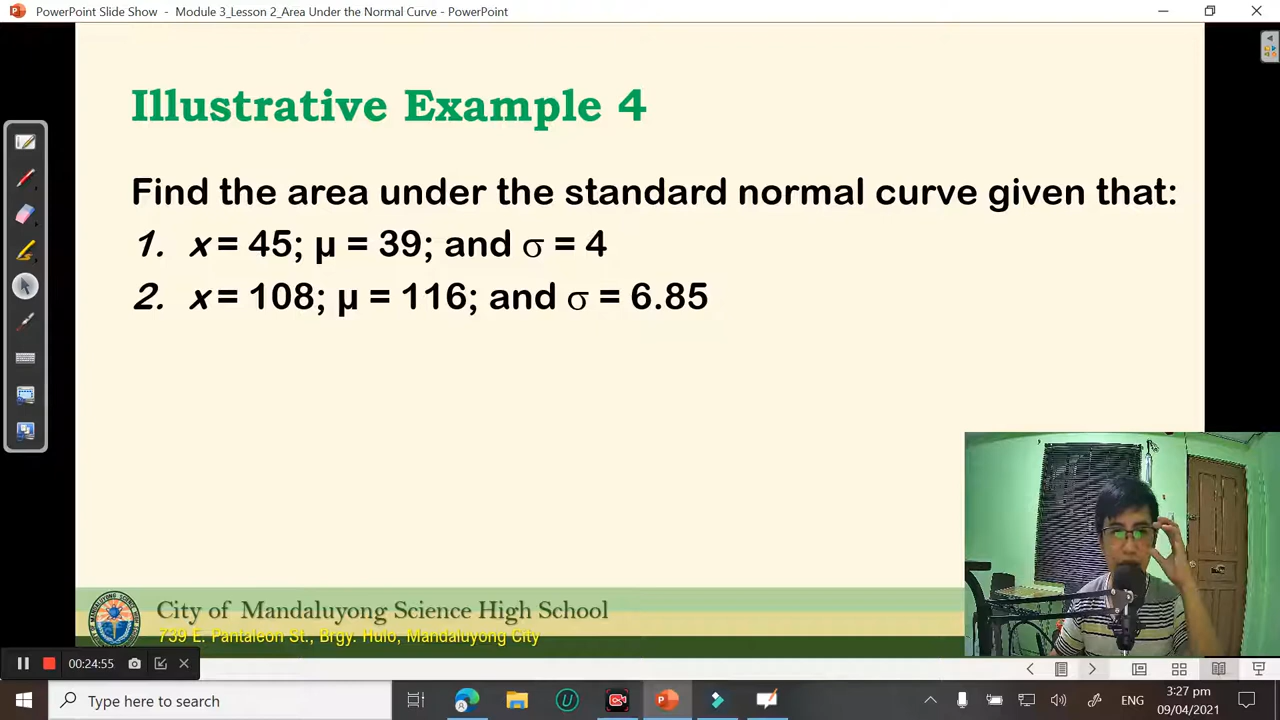 PowerPoint Slide Show - Module 3_Lesson 2_Area Under the Normal Curve - PowerPoint
Illustrative Example 4
Find the area under the standard normal curve given that:
1. x = 45; μ = 39; and σ = 4
2. x = 108; μ = 116; and σ = 6.85
City of Mandaluyong Science High School
739 E. Pantaleon St., Brgy. Hulo, Mandaluyong City
00:24:55
Type here to search
ENG
3:27 pm
09/04/2021